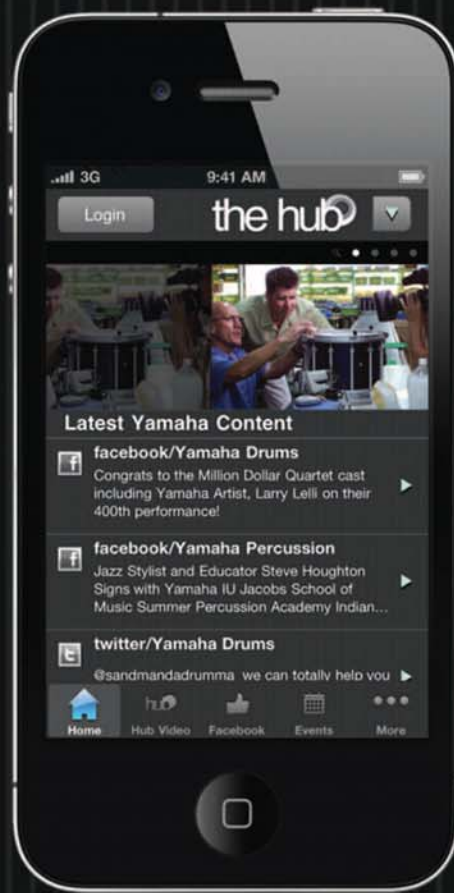 3G
9:41 AM
Login
the hub
Latest Yamaha Content
facebook/Yamaha Drums
Congrats to the Million Dollar Quartet cast
including Yamaha Artist, Larry Lelli on their
400th performance!
facebook/Yamaha Percussion
Jazz Stylist and Educator Steve Houghton
Signs with Yamaha IU Jacobs School of
Music Summer Percussion Academy Indian...
twitter/Yamaha Drums
@sandmandadrumma we can totally help you
hub
Home
Hub Video
Facebook
Events
More